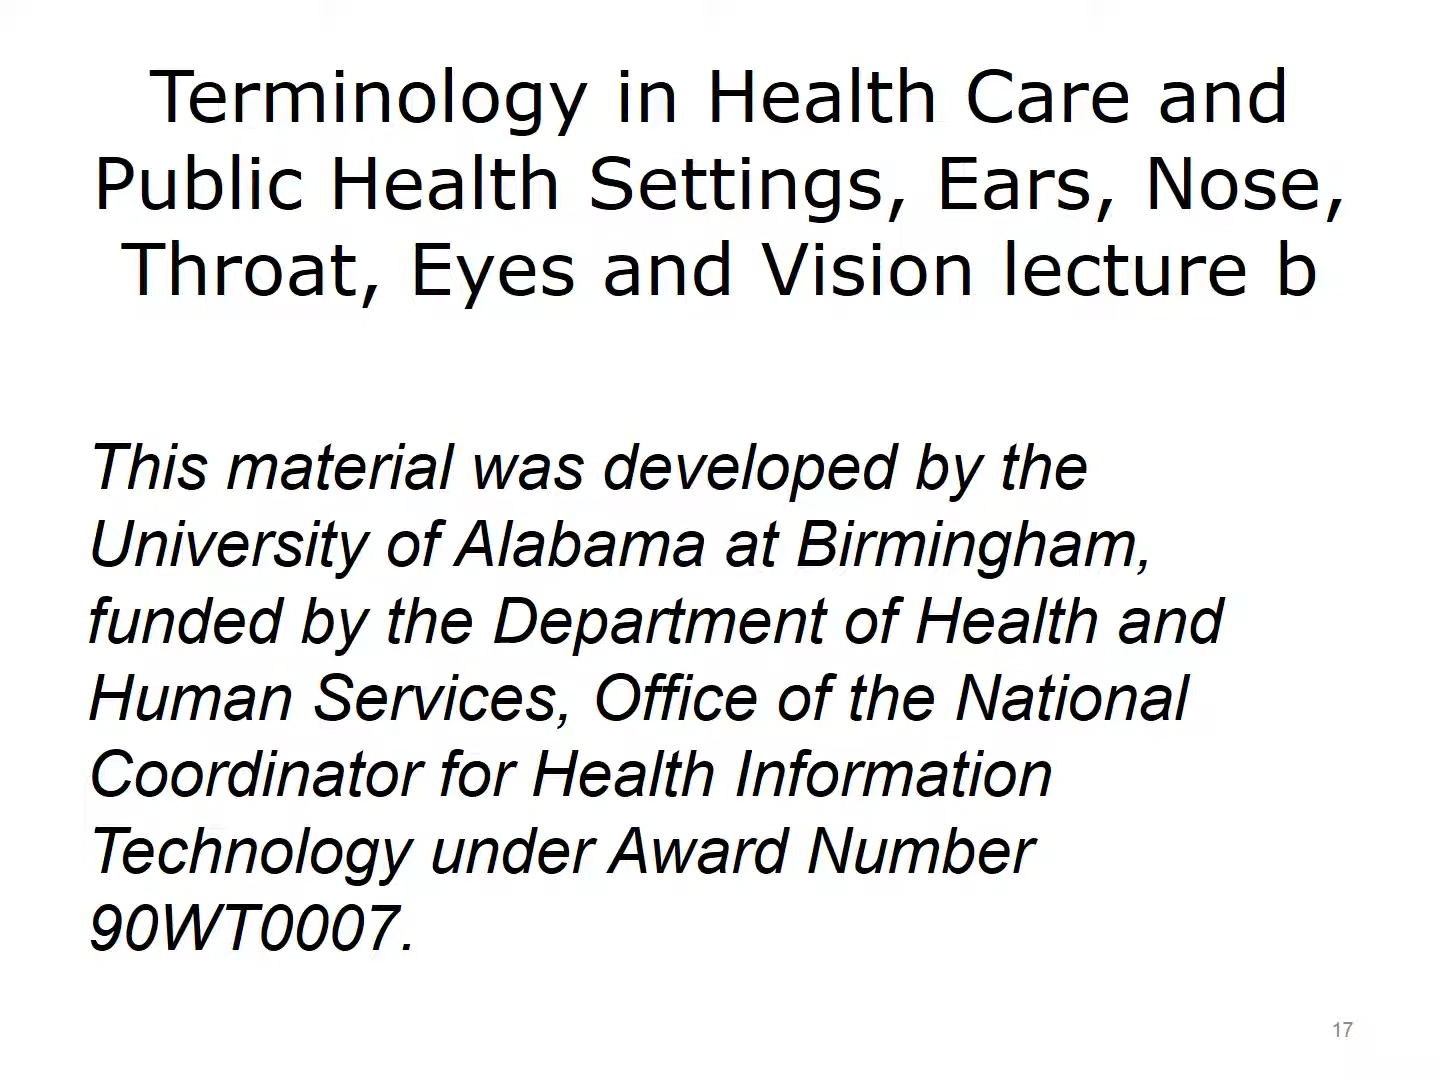 Terminology in Health Care and
Public Health Settings, Ears, Nose,
Throat, Eyes and Vision lecture b
This material was developed by the
University of Alabama at Birmingham,
funded by the Department of Health and
Human Services, Office of the National
Coordinator for Health Information
Technology under Award Number
90WT0007.
17